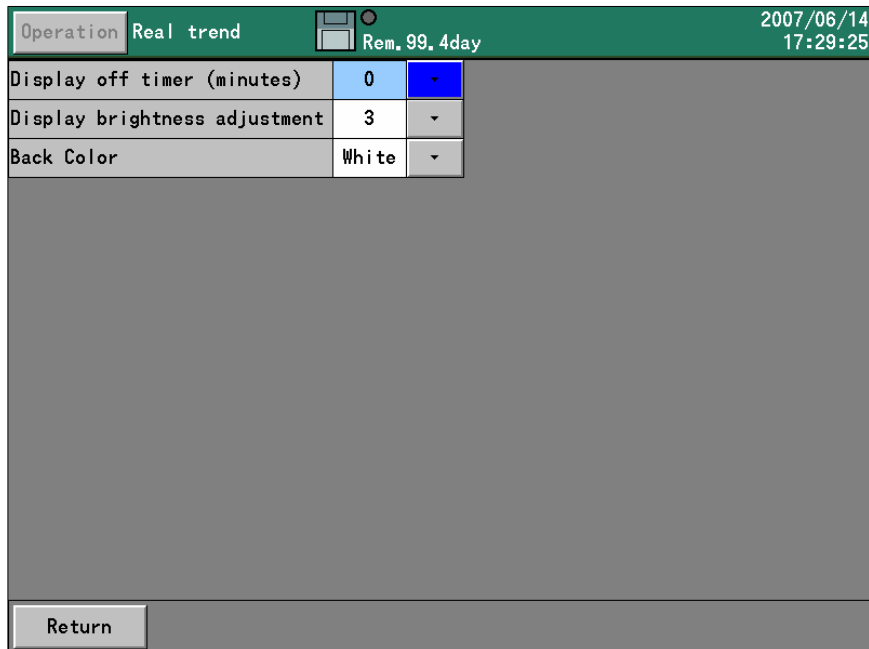 Operation Real trend
Rem.99.4day
2007/06/14
17:29:25
Display off timer (minutes) 0
Display brightness adjustment 3
Back Color White
Return